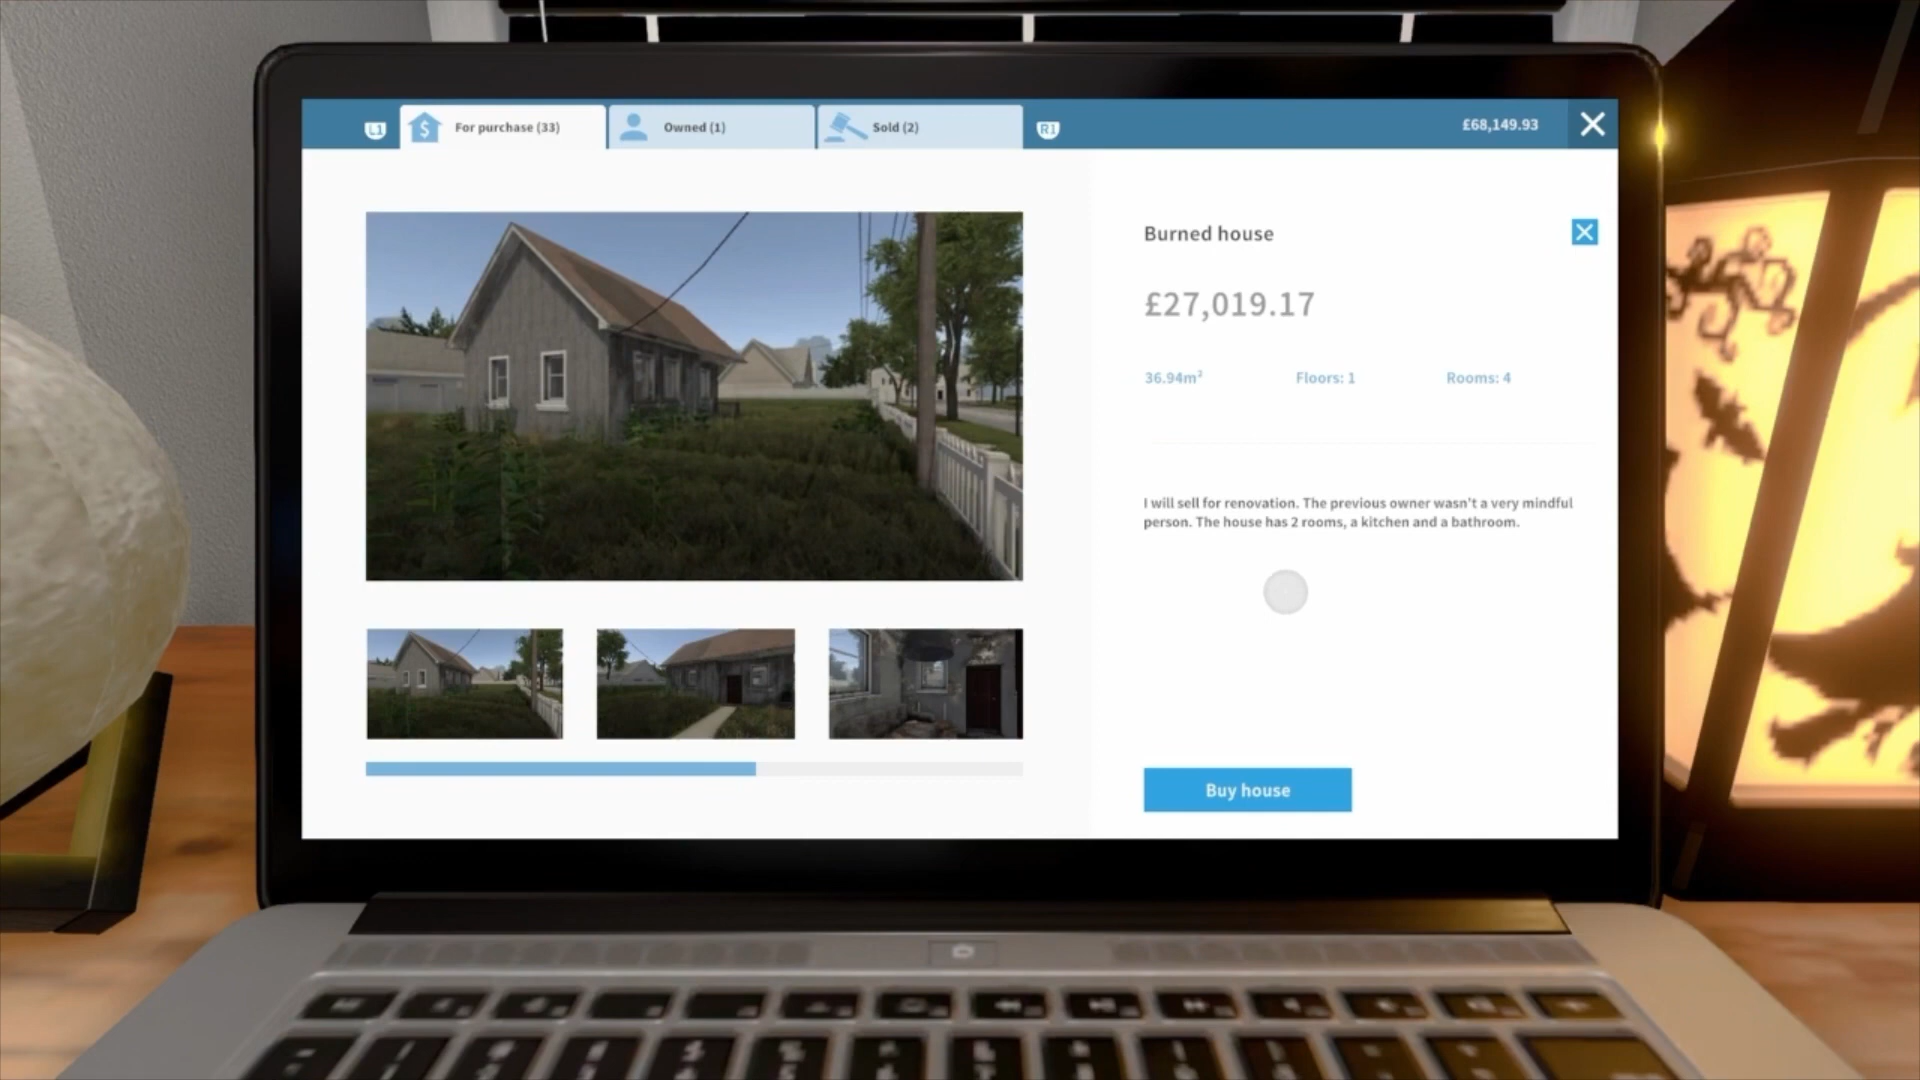 L1
For purchase (33)
Owned (1)
Sold (2)
R1
£68,149.93
Burned house
£27,019.17
36.94m²
Floors: 1
Rooms: 4
I will sell for renovation. The previous owner wasn't a very mindful
person. The house has 2 rooms, a kitchen and a bathroom.
Buy house